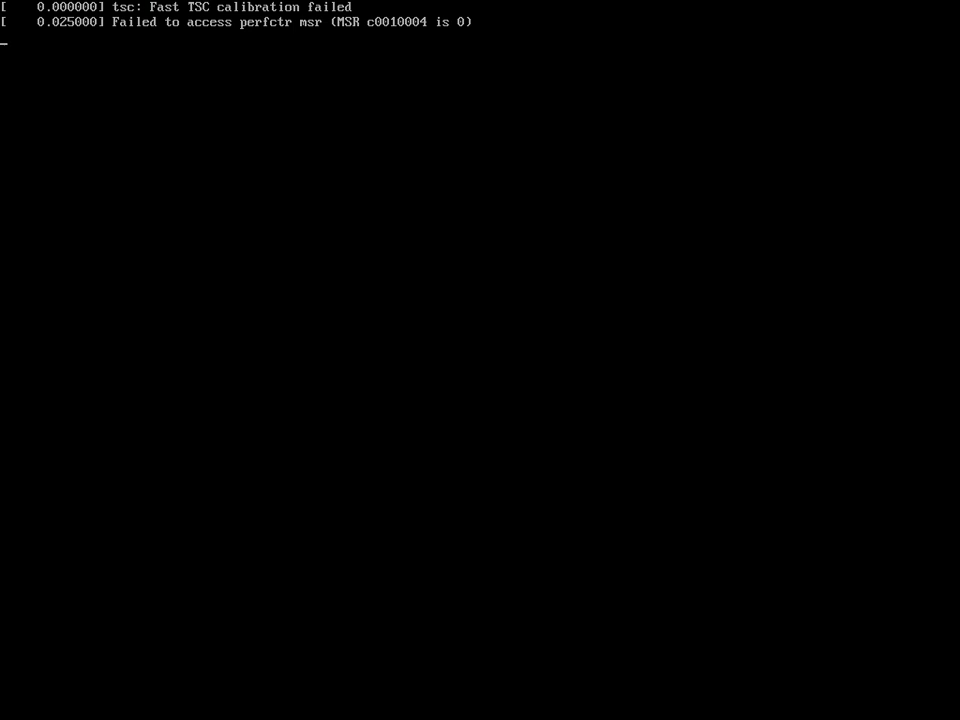 [    0.000000] tsc: Fast TSC calibration failed
[    0.025000] Failed to access perfctr msr (MSR c0010004 is 0)